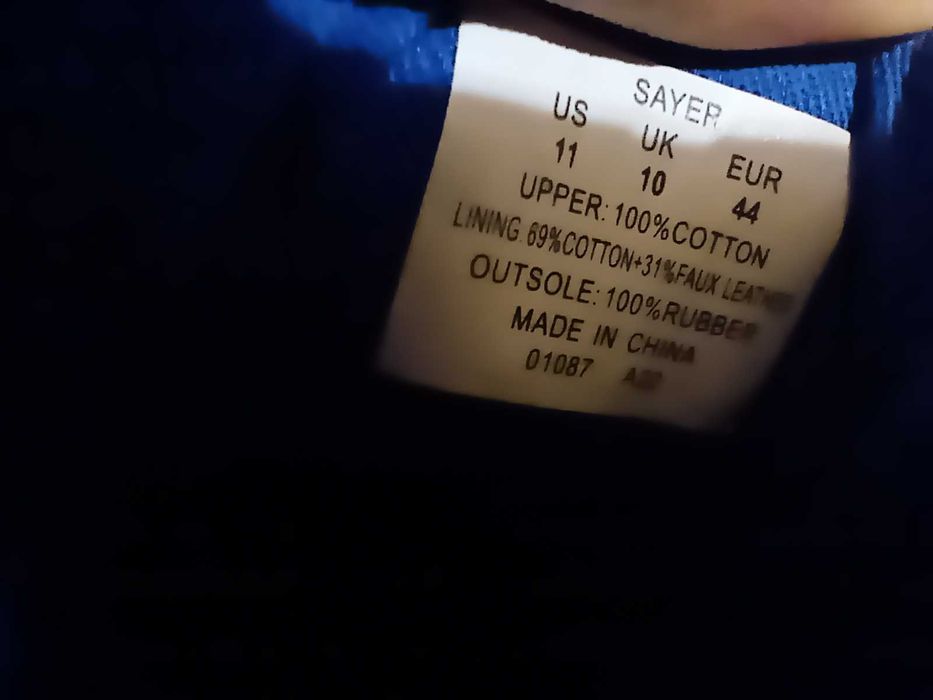 SAYER
US UK EUR
11 10 44
UPPER: 100%COTTON
LINING: 69%COTTON+31%FAUX LEATHER
OUTSOLE: 100%RUBBER
MADE IN CHINA
01087